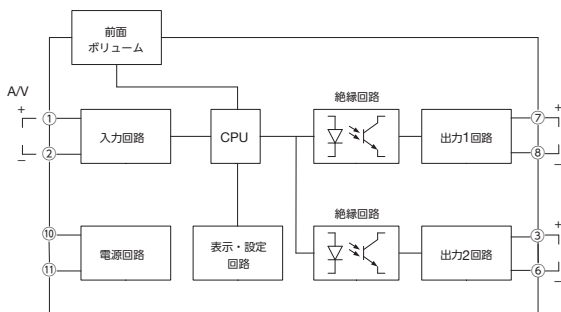 前面
ボリューム
A/V
+
①
−
②
入力回路
CPU
絶縁回路
出力1回路
⑦
+
⑧
−
⑩
⑪
電源回路
表示・設定
回路
絶縁回路
出力2回路
③
+
⑥
−